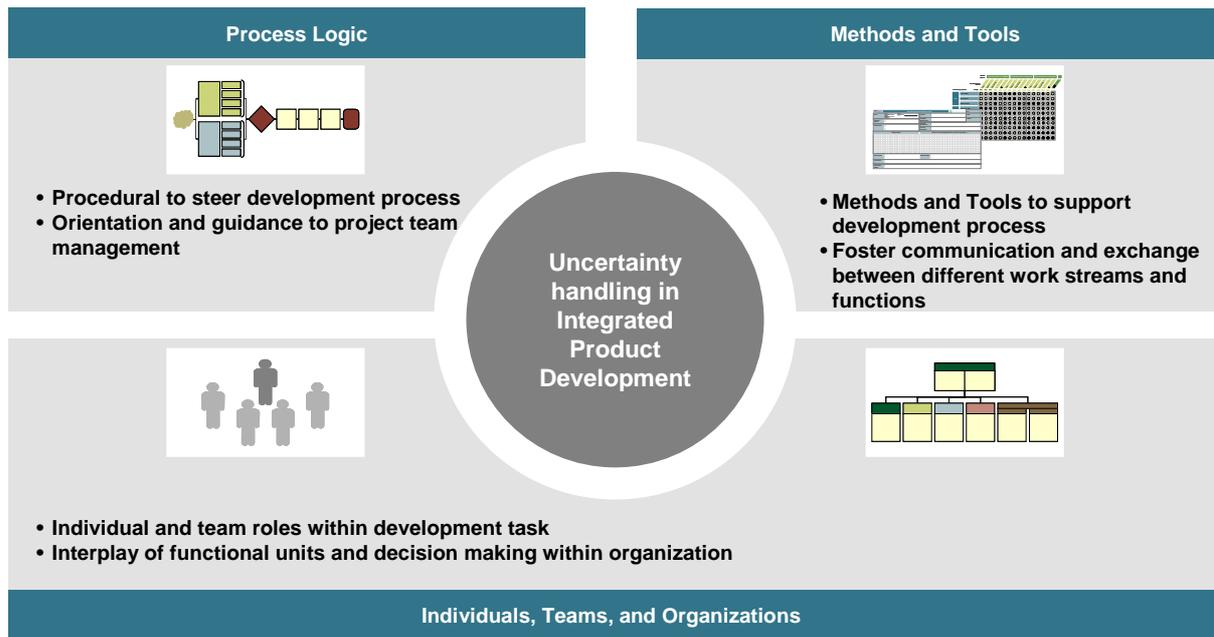 Process Logic
Methods and Tools
• Procedural to steer development process
• Orientation and guidance to project team
management
• Methods and Tools to support
development process
• Foster communication and exchange
between different work streams and
functions
Uncertainty
handling in
Integrated
Product
Development
• Individual and team roles within development task
• Interplay of functional units and decision making within organization
Individuals, Teams, and Organizations